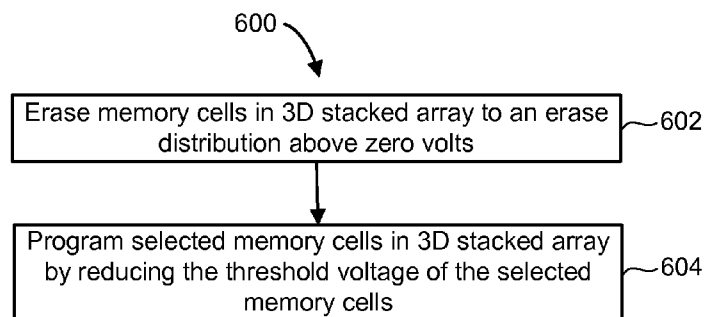 600
Erase memory cells in 3D stacked array to an erase
distribution above zero volts
602
Program selected memory cells in 3D stacked array
by reducing the threshold voltage of the selected
memory cells
604